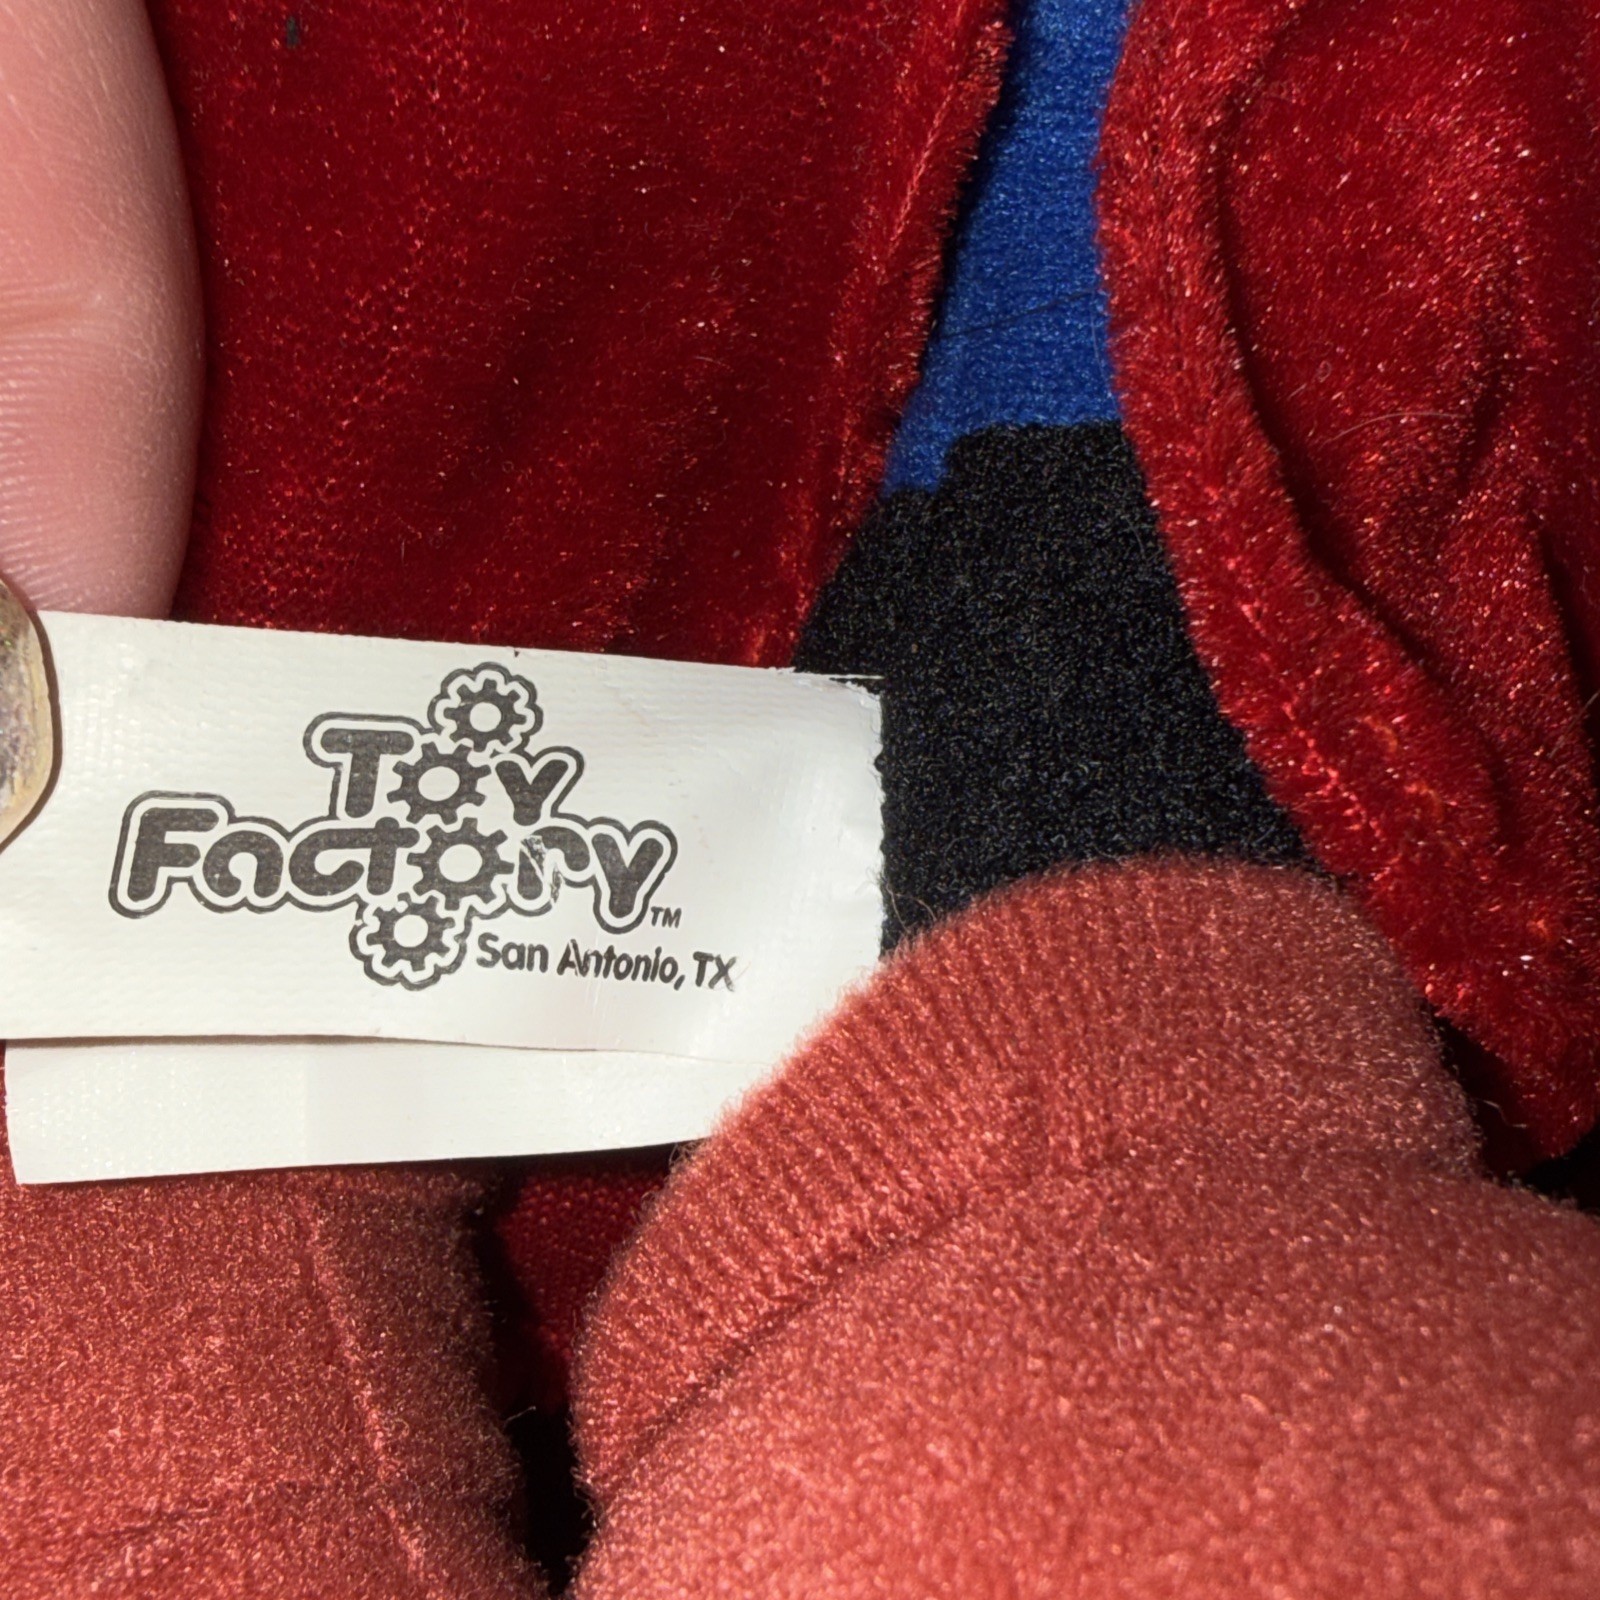 Toy
Factory™
San Antonio, TX